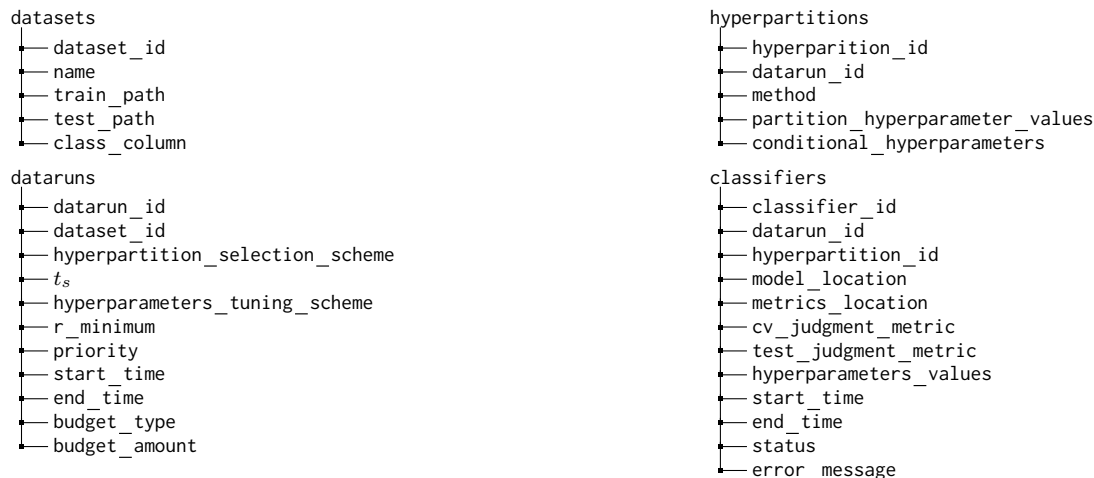 datasets
dataset_id
name
train_path
test_path
class_column
dataruns
datarun_id
dataset_id
hyperpartition_selection_scheme
t_s
hyperparameters_tuning_scheme
r_minimum
priority
start_time
end_time
budget_type
budget_amount
hyperpartitions
hyperparition_id
datarun_id
method
partition_hyperparameter_values
conditional_hyperparameters
classifiers
classifier_id
datarun_id
hyperpartition_id
model_location
metrics_location
cv_judgment_metric
test_judgment_metric
hyperparameters_values
start_time
end_time
status
error_message